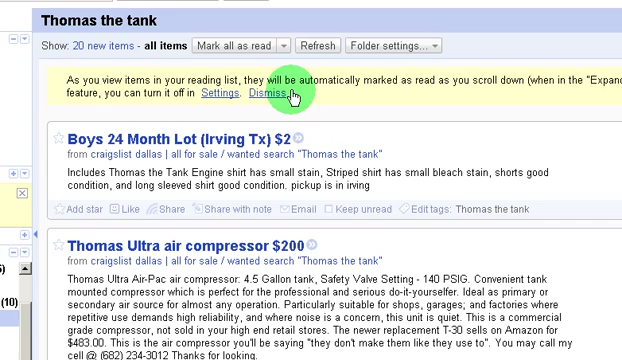 Thomas the tank
Show: 20 new items - all items Mark all as read Refresh Folder settings...
As you view items in your reading list, they will be automatically marked as read as you scroll down (when in the "Expand
feature, you can turn it off in Settings. Dismiss
Boys 24 Month Lot (Irving Tx) $2
from craigslist dallas | all for sale / wanted search "Thomas the tank"
Includes Thomas the Tank Engine shirt has small stain, Striped shirt has small bleach stain, shorts good
condition, and long sleeved shirt good condition. pickup is in irving
Add star Like Share Share with note Email Keep unread Edit tags: Thomas the tank
Thomas Ultra air compressor $200
from craigslist dallas | all for sale / wanted search "Thomas the tank"
Thomas Ultra Air-Pac air compressor: 4.5 Gallon tank, Safety Valve Setting - 140 PSIG. Convenient tank
mounted compressor which is perfect for the professional and serious do-it-yourselfer. Ideal as primary or
secondary air source for almost any operation. Particularly suitable for shops, garages; and factories where
repetitive use demands high reliability, and where noise is a concern, this unit is quiet. This is a commercial
grade compressor, not sold in your high end retail stores. The newer replacement T-30 sells on Amazon for
$483.00. This is the air compressor you'll be saying "they don't make them like they use to". You may call my
cell @ (682) 234-3012 Thanks for looking.
(10)